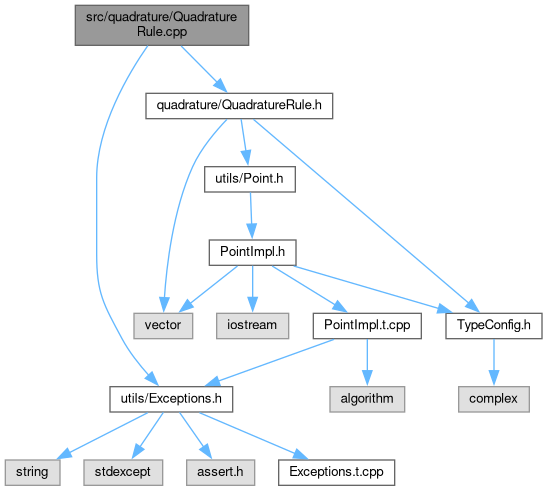 src/quadrature/Quadrature
Rule.cpp
quadrature/QuadratureRule.h
utils/Point.h
PointImpl.h
vector
iostream
PointImpl.t.cpp
TypeConfig.h
utils/Exceptions.h
algorithm
complex
string
stdexcept
assert.h
Exceptions.t.cpp